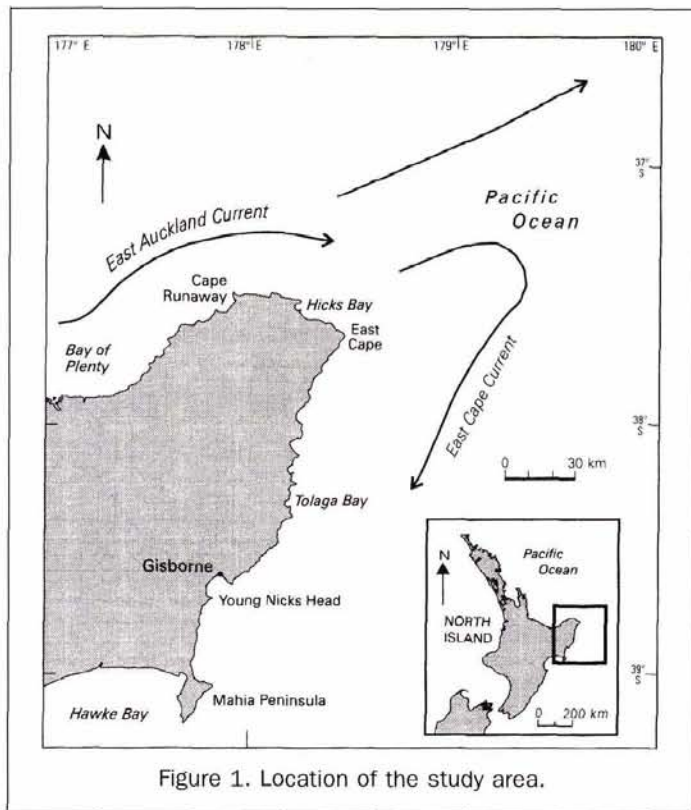 177° E
178°E
179° E
180° E
N
37°
S
Pacific
Ocean
East Auckland Current
Cape
Runaway
Hicks Bay
East
Cape
Bay of
Plenty
East Cape Current
38°
S
0 30 km
Tolaga Bay
Gisborne
Young Nicks Head
N
Pacific
Ocean
NORTH
ISLAND
39°
S
Mahia Peninsula
Hawke Bay
0 200 km
Figure 1. Location of the study area.